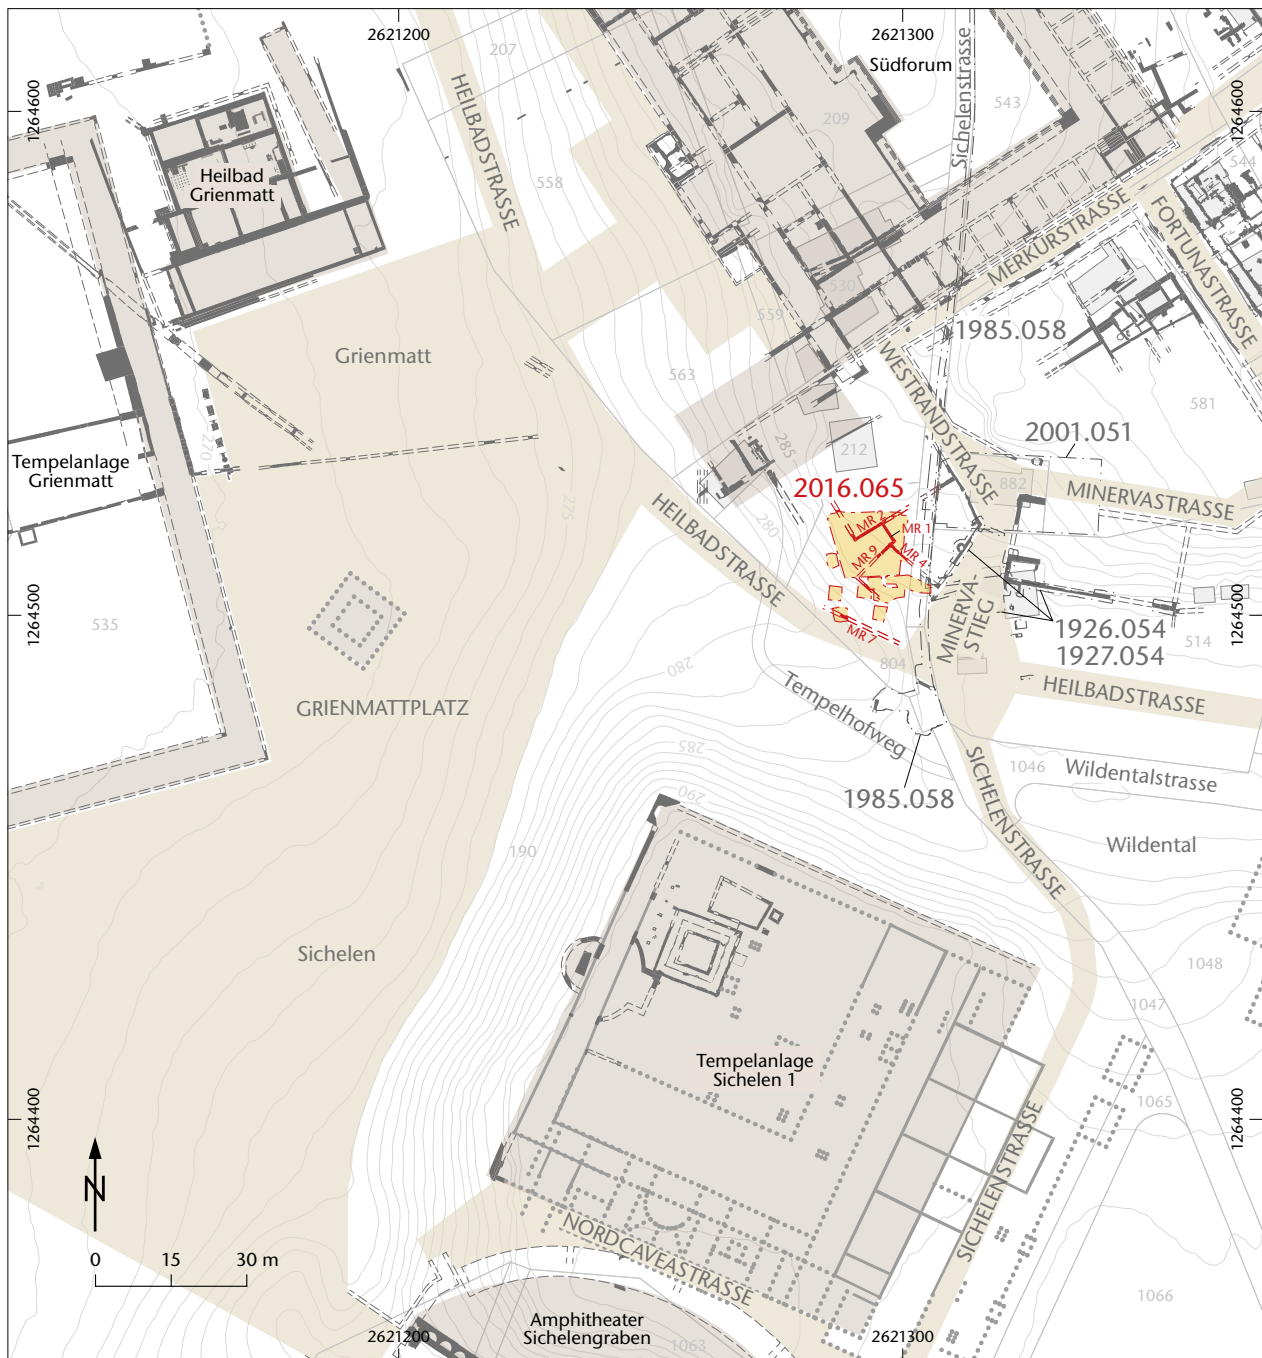 2621200
2621300
Südforum
Sichelenstrasse
207
543
209
HEILBADSTRASSE
1264600
1264600
544
Heilbad
Grienmatt
558
MERKURSTRASSE
FORTUNASTRASSE
530
559
1985.058
Grienmatt
WESTRANDSTRASSE
563
581
270
285
212
2001.051
Tempelanlage
Grienmatt
882
2016.065
MINERVASTRASSE
275
280
HEILBADSTRASSE
MR 2
MR 1
MR 9
MR 4
MR 7
1264500
1264500
535
MINERVA-
STIEG
1926.054
1927.054
514
804
280
HEILBADSTRASSE
Tempelhofweg
GRIENMATTPLATZ
285
290
1046
Wildentalstrasse
1985.058
SICHELENSTRASSE
190
Wildental
Sichelen
1048
1047
Tempelanlage
Sichelen 1
1065
1264400
1264400
SICHELENSTRASSE
N
NORDCAVEASTRASSE
0 15 30 m
1066
Amphitheater
Sichelengraben
1063
2621200
2621300